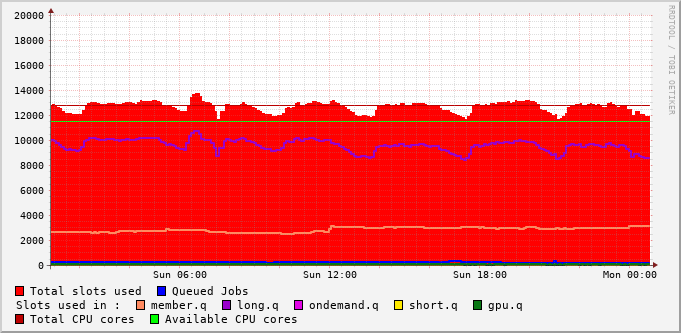 RRDTOOL / TOBI OETIKER
20000
18000
16000
14000
12000
10000
8000
6000
4000
2000
0
Sun 06:00 Sun 12:00 Sun 18:00 Mon 00:00
Total slots used Queued Jobs
Slots used in : member.q long.q ondemand.q short.q gpu.q
Total CPU cores Available CPU cores